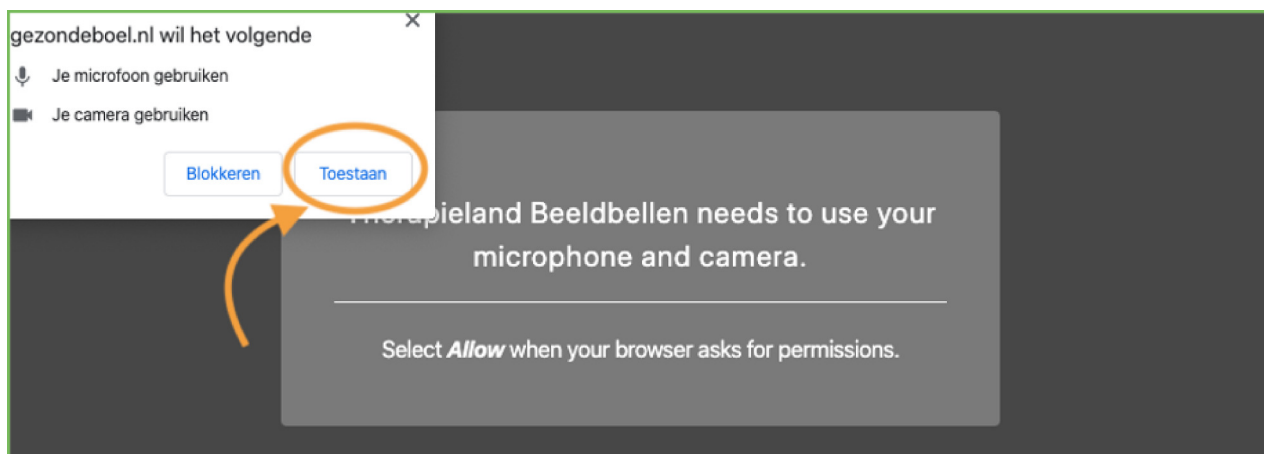 gezondeboel.nl wil het volgende
Je microfoon gebruiken
Je camera gebruiken
Blokkeren
Toestaan
Beeldbellen needs to use your
microphone and camera.
Select Allow when your browser asks for permissions.